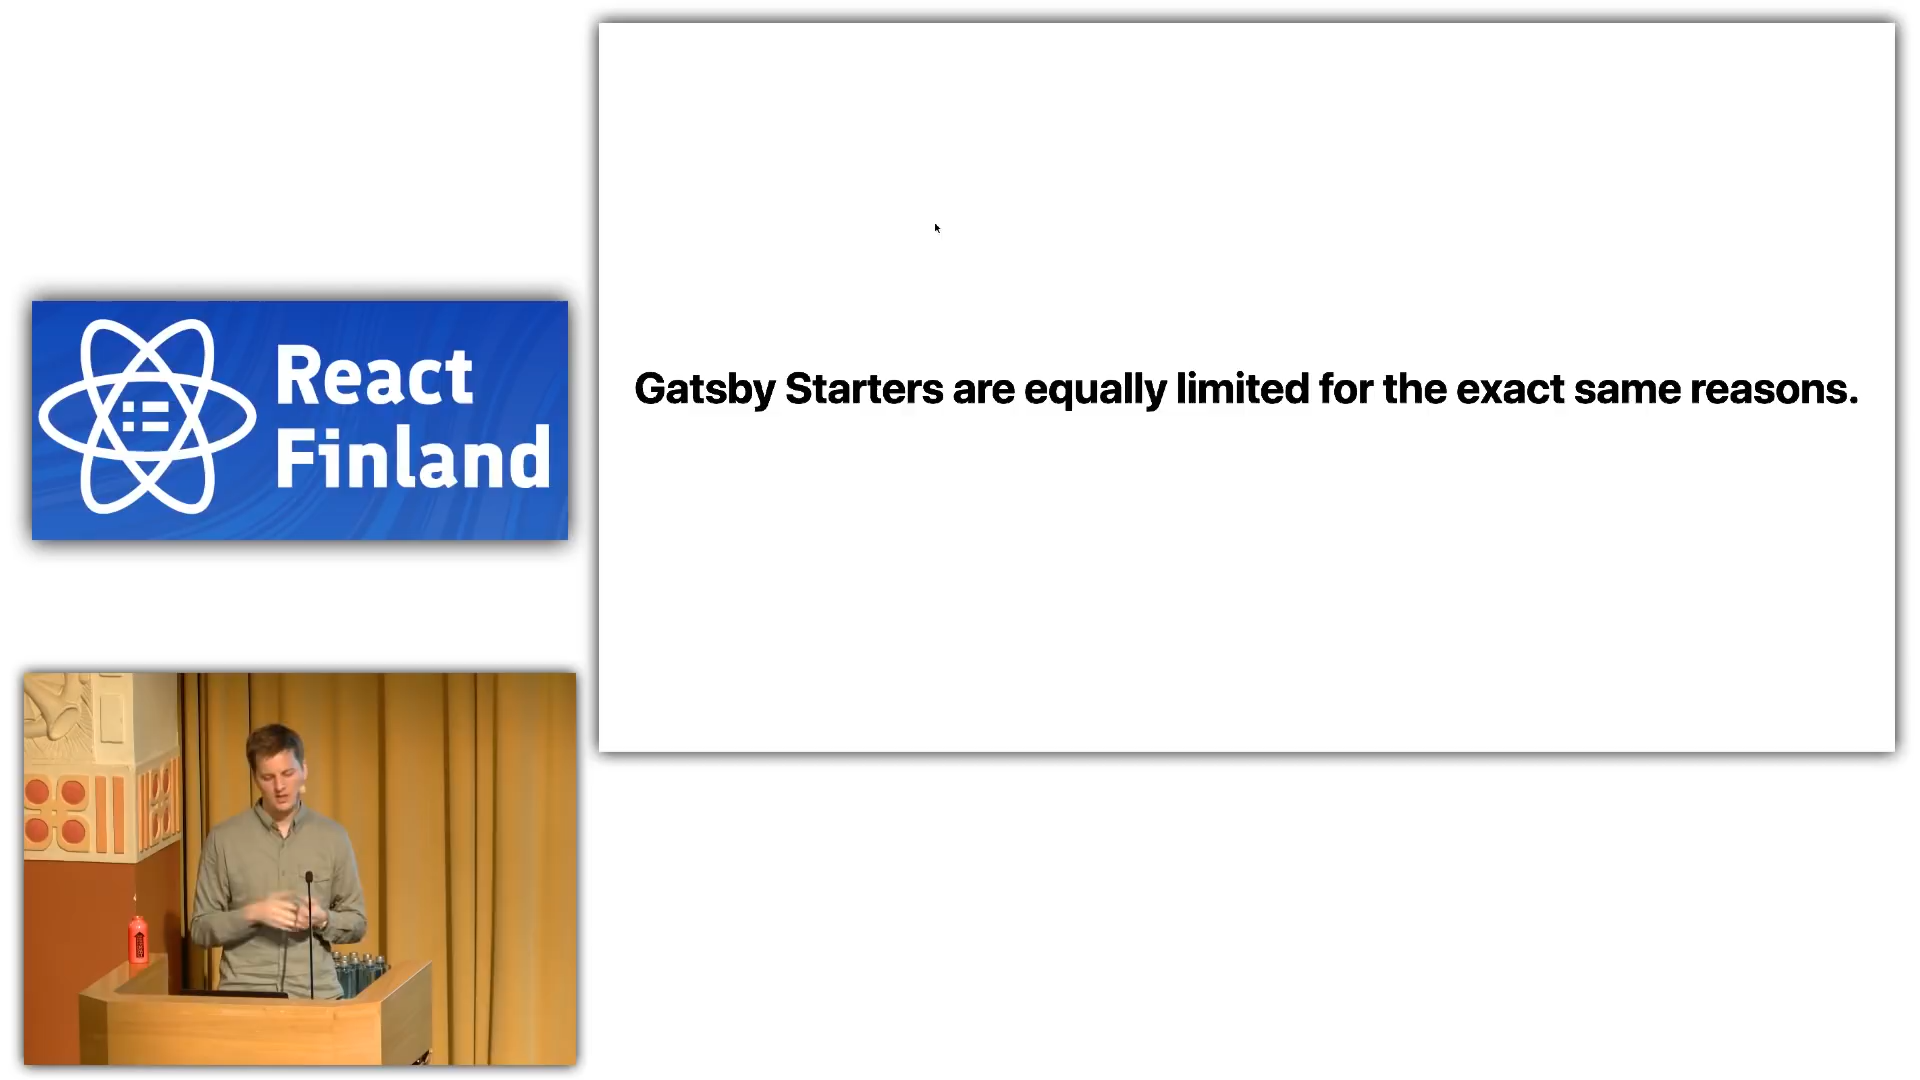 React
Finland
Gatsby Starters are equally limited for the exact same reasons.